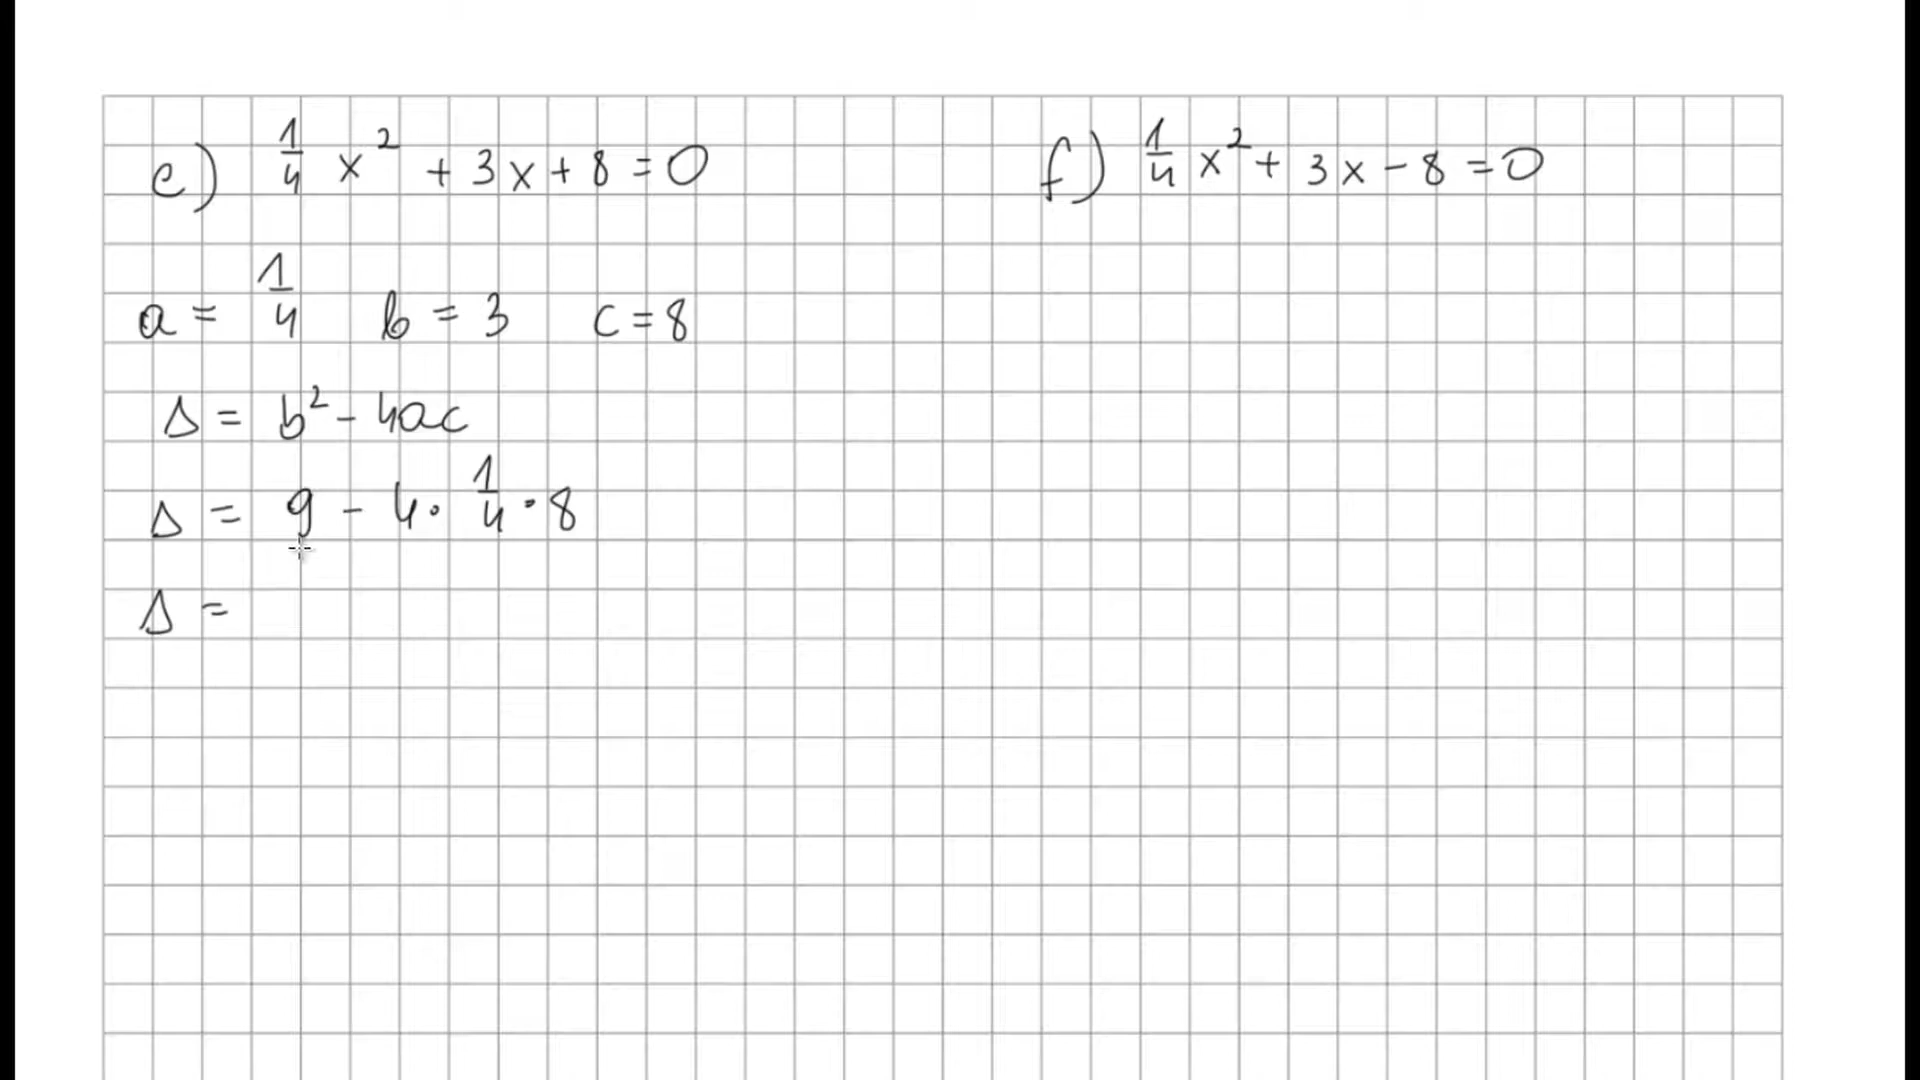 e) 1/4 x² + 3x + 8 = 0
a = 1/4 b = 3 c = 8
Δ = b² - 4ac
Δ = 9 - 4 · 1/4 · 8
Δ =
f) 1/4 x² + 3x - 8 = 0